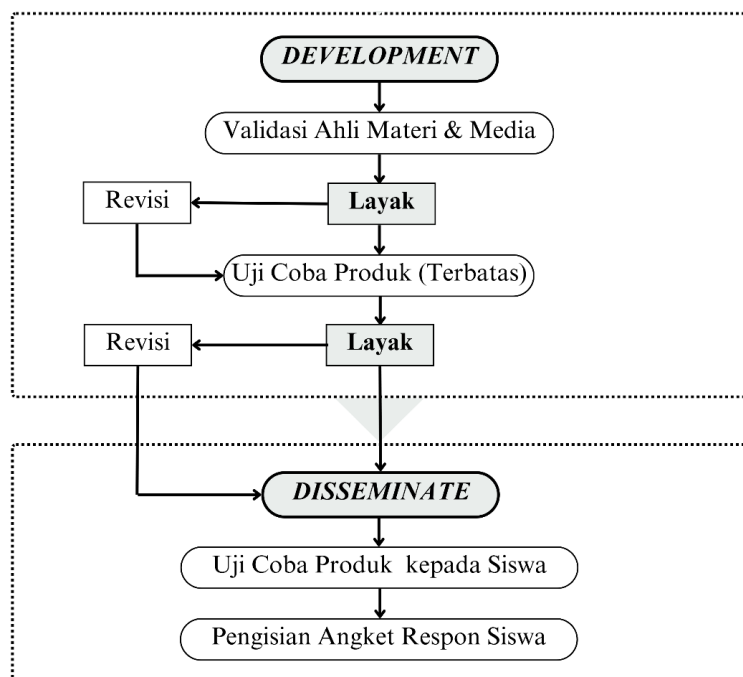 DEVELOPMENT
Validasi Ahli Materi & Media
Revisi
Layak
Uji Coba Produk (Terbatas)
Revisi
Layak
DISSEMINATE
Uji Coba Produk kepada Siswa
Pengisian Angket Respon Siswa